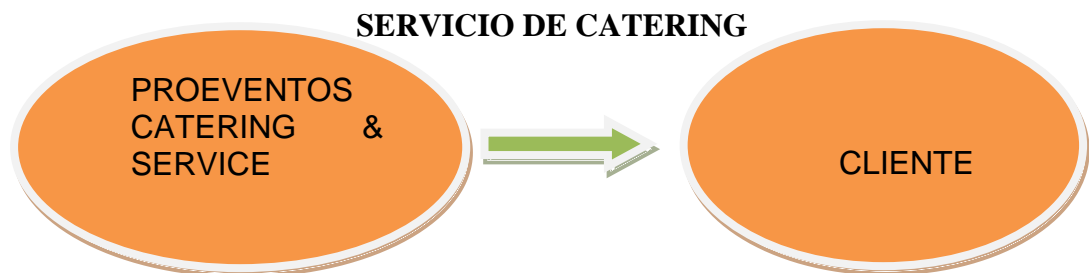 SERVICIO DE CATERING
PROEVENTOS
CATERING &
SERVICE
CLIENTE